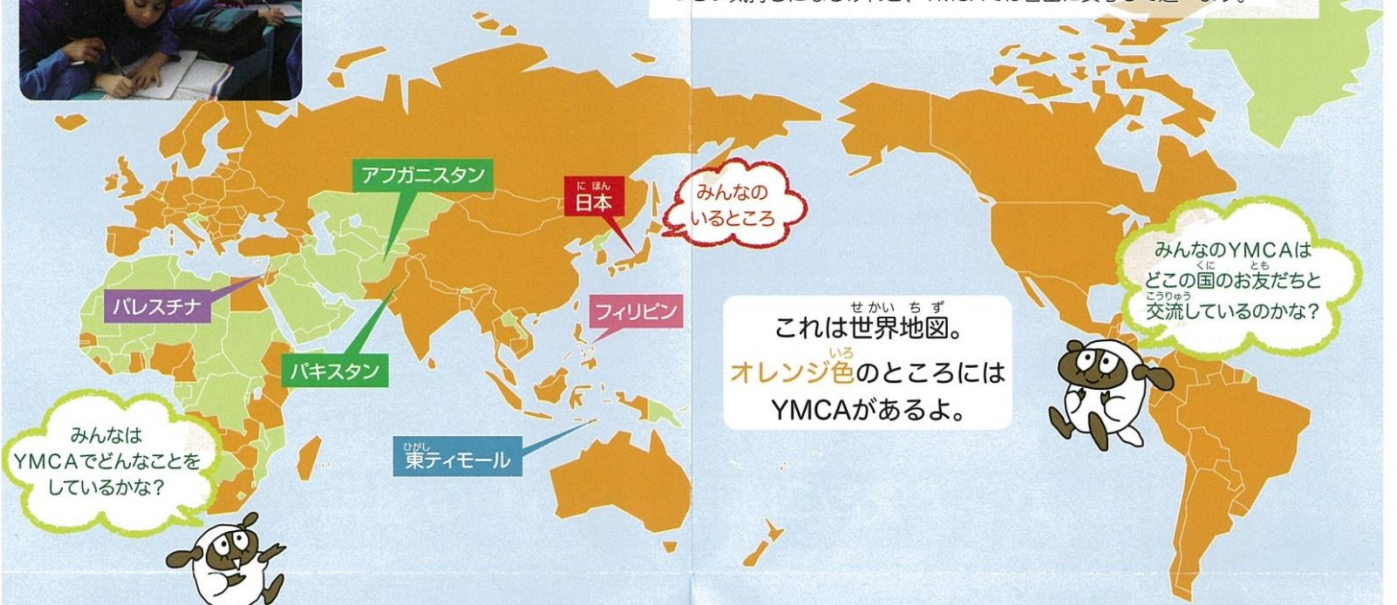 アフガニスタン
にほん
日本
みんなの
いるところ
パレスチナ
フィリピン
パキスタン
ひがし
東ティモール
みんなは
YMCAでどんなことを
しているかな？
せかいちず
これは世界地図。
いろ
オレンジ色のところには
YMCAがあるよ。
みんなのYMCAは
くに とも
どこの国のお友だちと
こうりゅう
交流しているのかな？